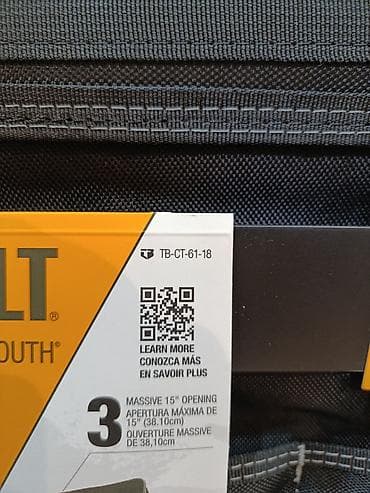 LT®
OUTH®
TB-CT-61-18
LEARN MORE
CONOZCA MÁS
EN SAVOIR PLUS
3
MASSIVE 15" OPENING
APERTURA MÁXIMA DE
15" (38.10cm)
OUVERTURE MASSIVE
DE 38,10cm